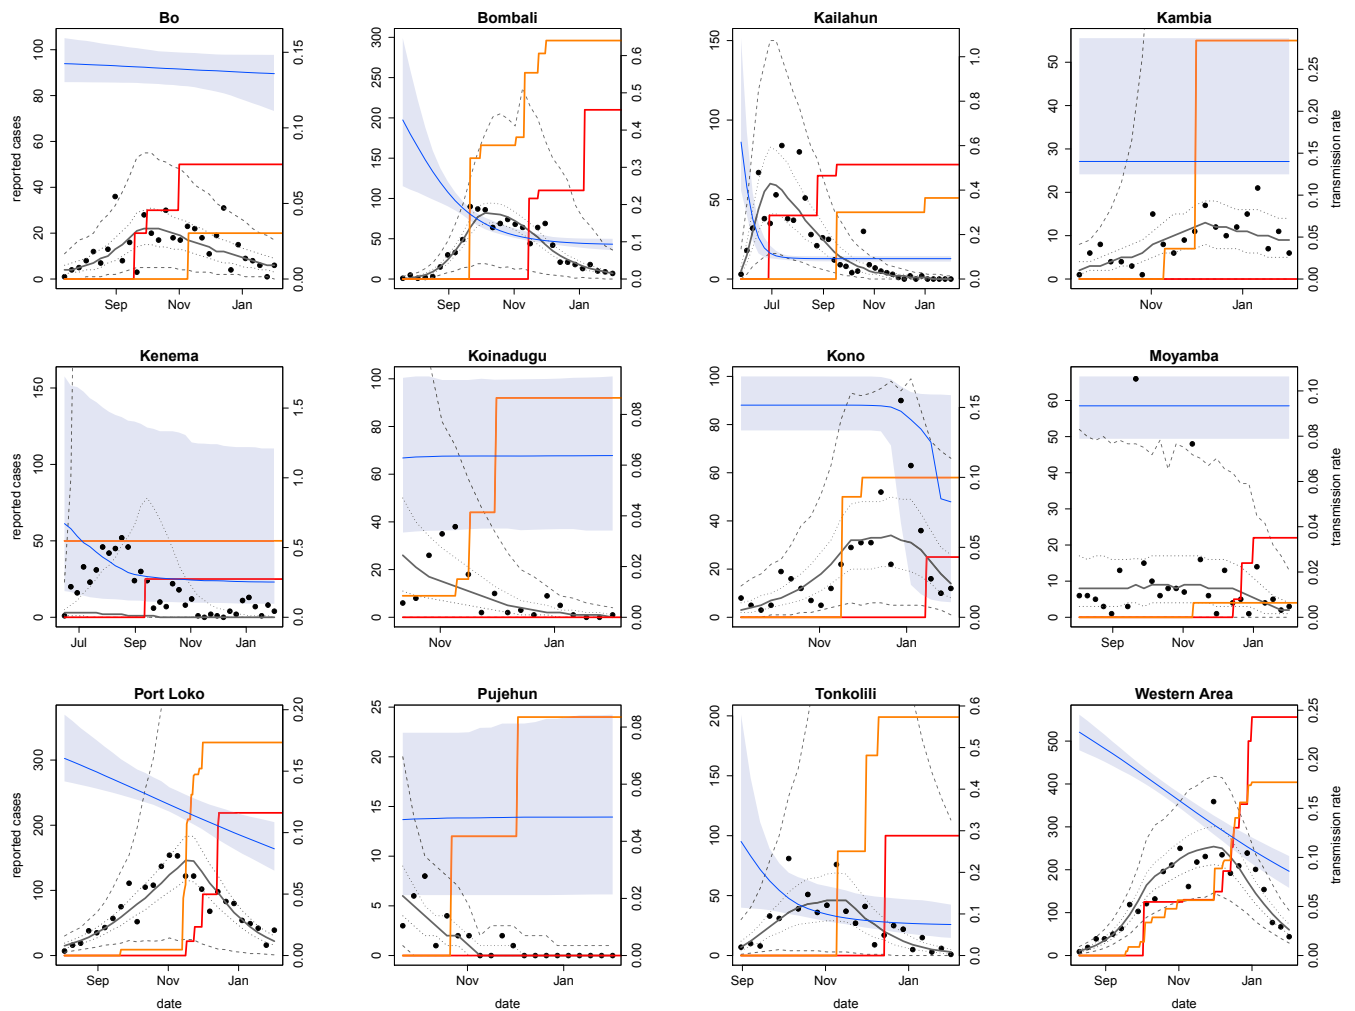 Bo
Bombali
Kailahun
Kambia
reported cases
0 20 40 60 80 100
0.00 0.05 0.10 0.15
Sep Nov Jan
0 50 100 150 200 250 300
0.0 0.1 0.2 0.3 0.4 0.5 0.6
Sep Nov Jan
0 50 100 150
0.0 0.2 0.4 0.6 0.8 1.0
Jul Sep Nov Jan
0 10 20 30 40 50
0.00 0.05 0.10 0.15 0.20 0.25
transmission rate
Nov Jan
Kenema
Koinadugu
Kono
Moyamba
reported cases
0 50 100 150
0.0 0.5 1.0 1.5
Jul Sep Nov Jan
0 20 40 60 80 100
0.00 0.02 0.04 0.06 0.08
Nov Jan
0 20 40 60 80 100
0.00 0.05 0.10 0.15
Nov Jan
0 10 20 30 40 50 60
0.00 0.02 0.04 0.06 0.08 0.10
transmission rate
Sep Nov Jan
Port Loko
Pujehun
Tonkolili
Western Area
reported cases
0 100 200 300
0.00 0.05 0.10 0.15 0.20
Sep Nov Jan
date
0 5 10 15 20 25
0.00 0.02 0.04 0.06 0.08
Nov Jan
date
0 50 100 150 200
0.0 0.1 0.2 0.3 0.4 0.5 0.6
Sep Nov Jan
date
0 100 200 300 400 500
0.00 0.05 0.10 0.15 0.20 0.25
transmission rate
Sep Nov Jan
date